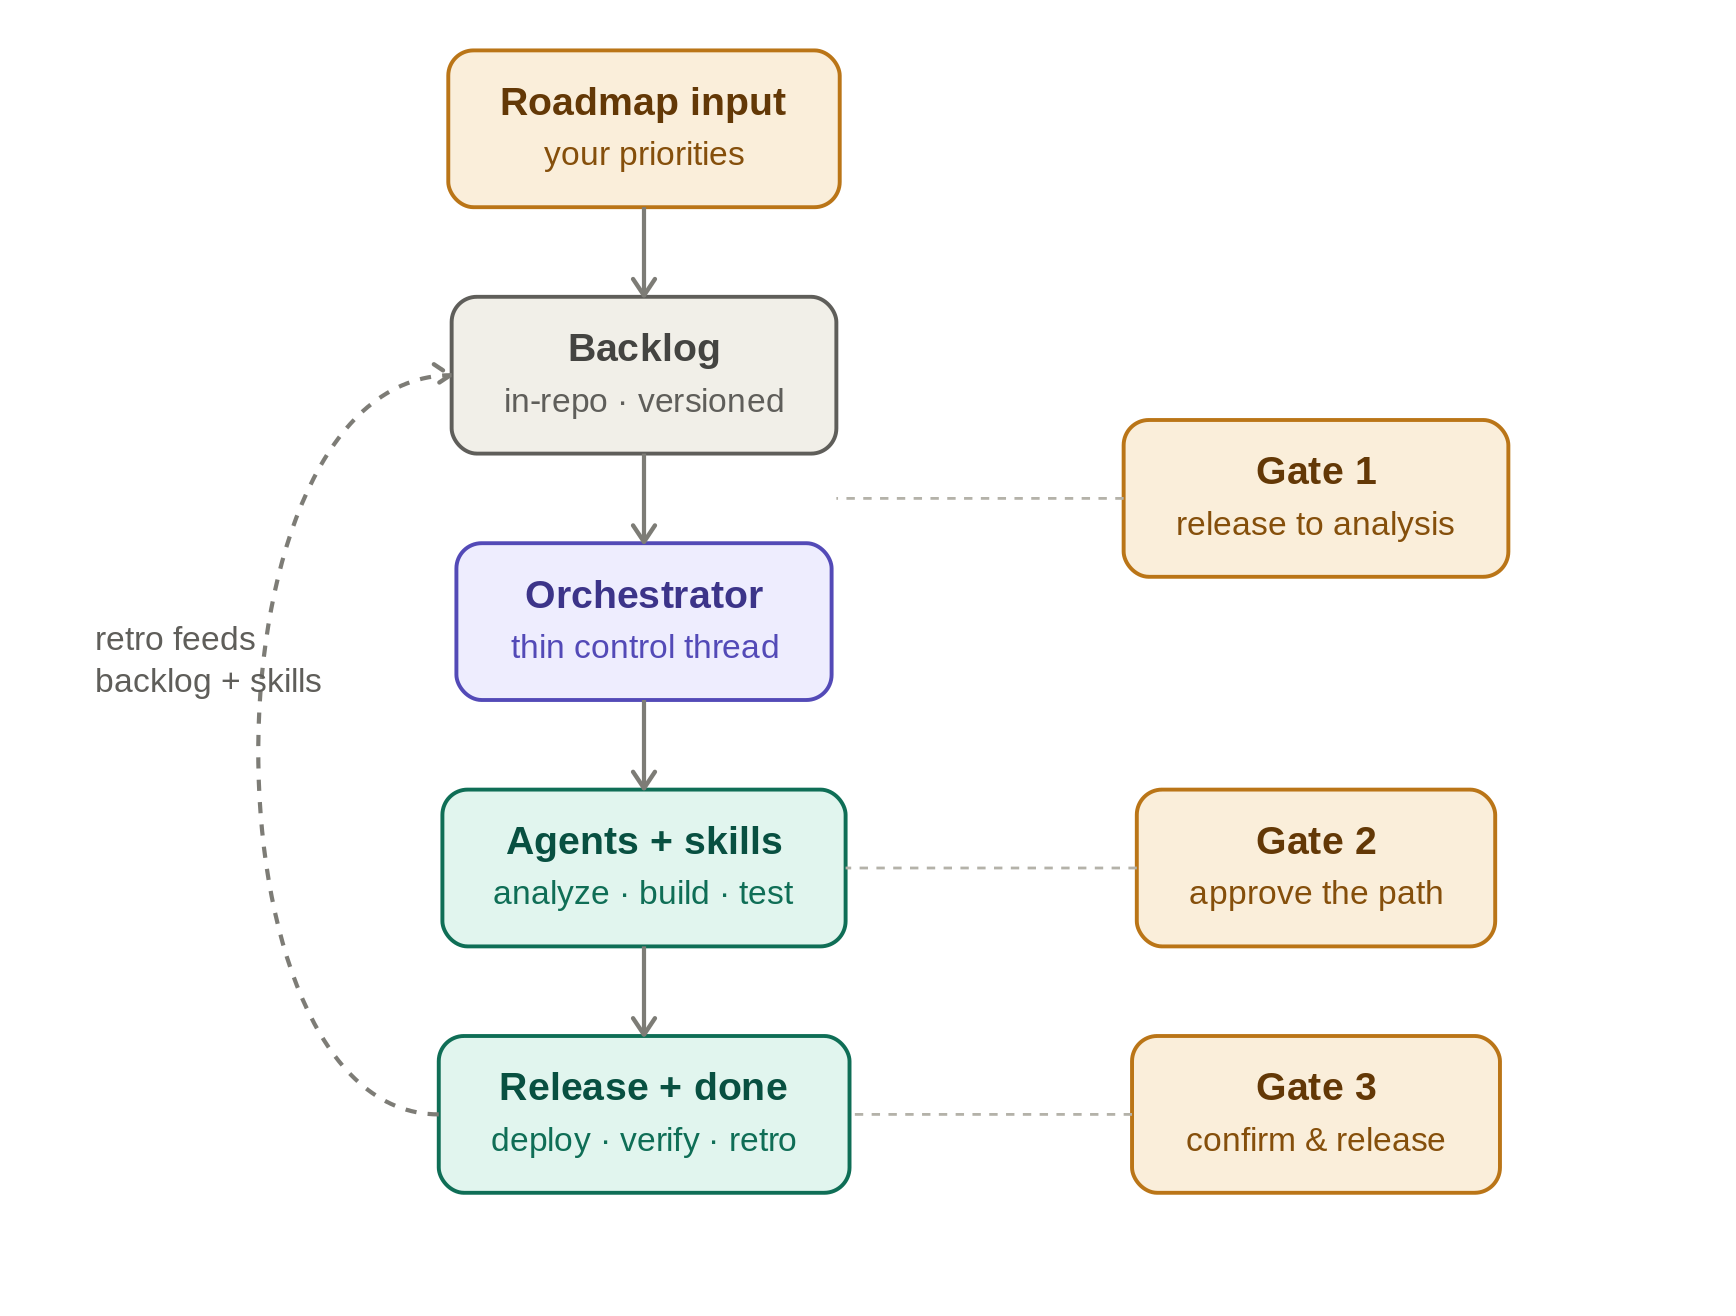 Roadmap input
your priorities
Backlog
in-repo · versioned
Gate 1
release to analysis
Orchestrator
thin control thread
retro feeds
backlog + skills
Agents + skills
analyze · build · test
Gate 2
approve the path
Release + done
deploy · verify · retro
Gate 3
confirm & release